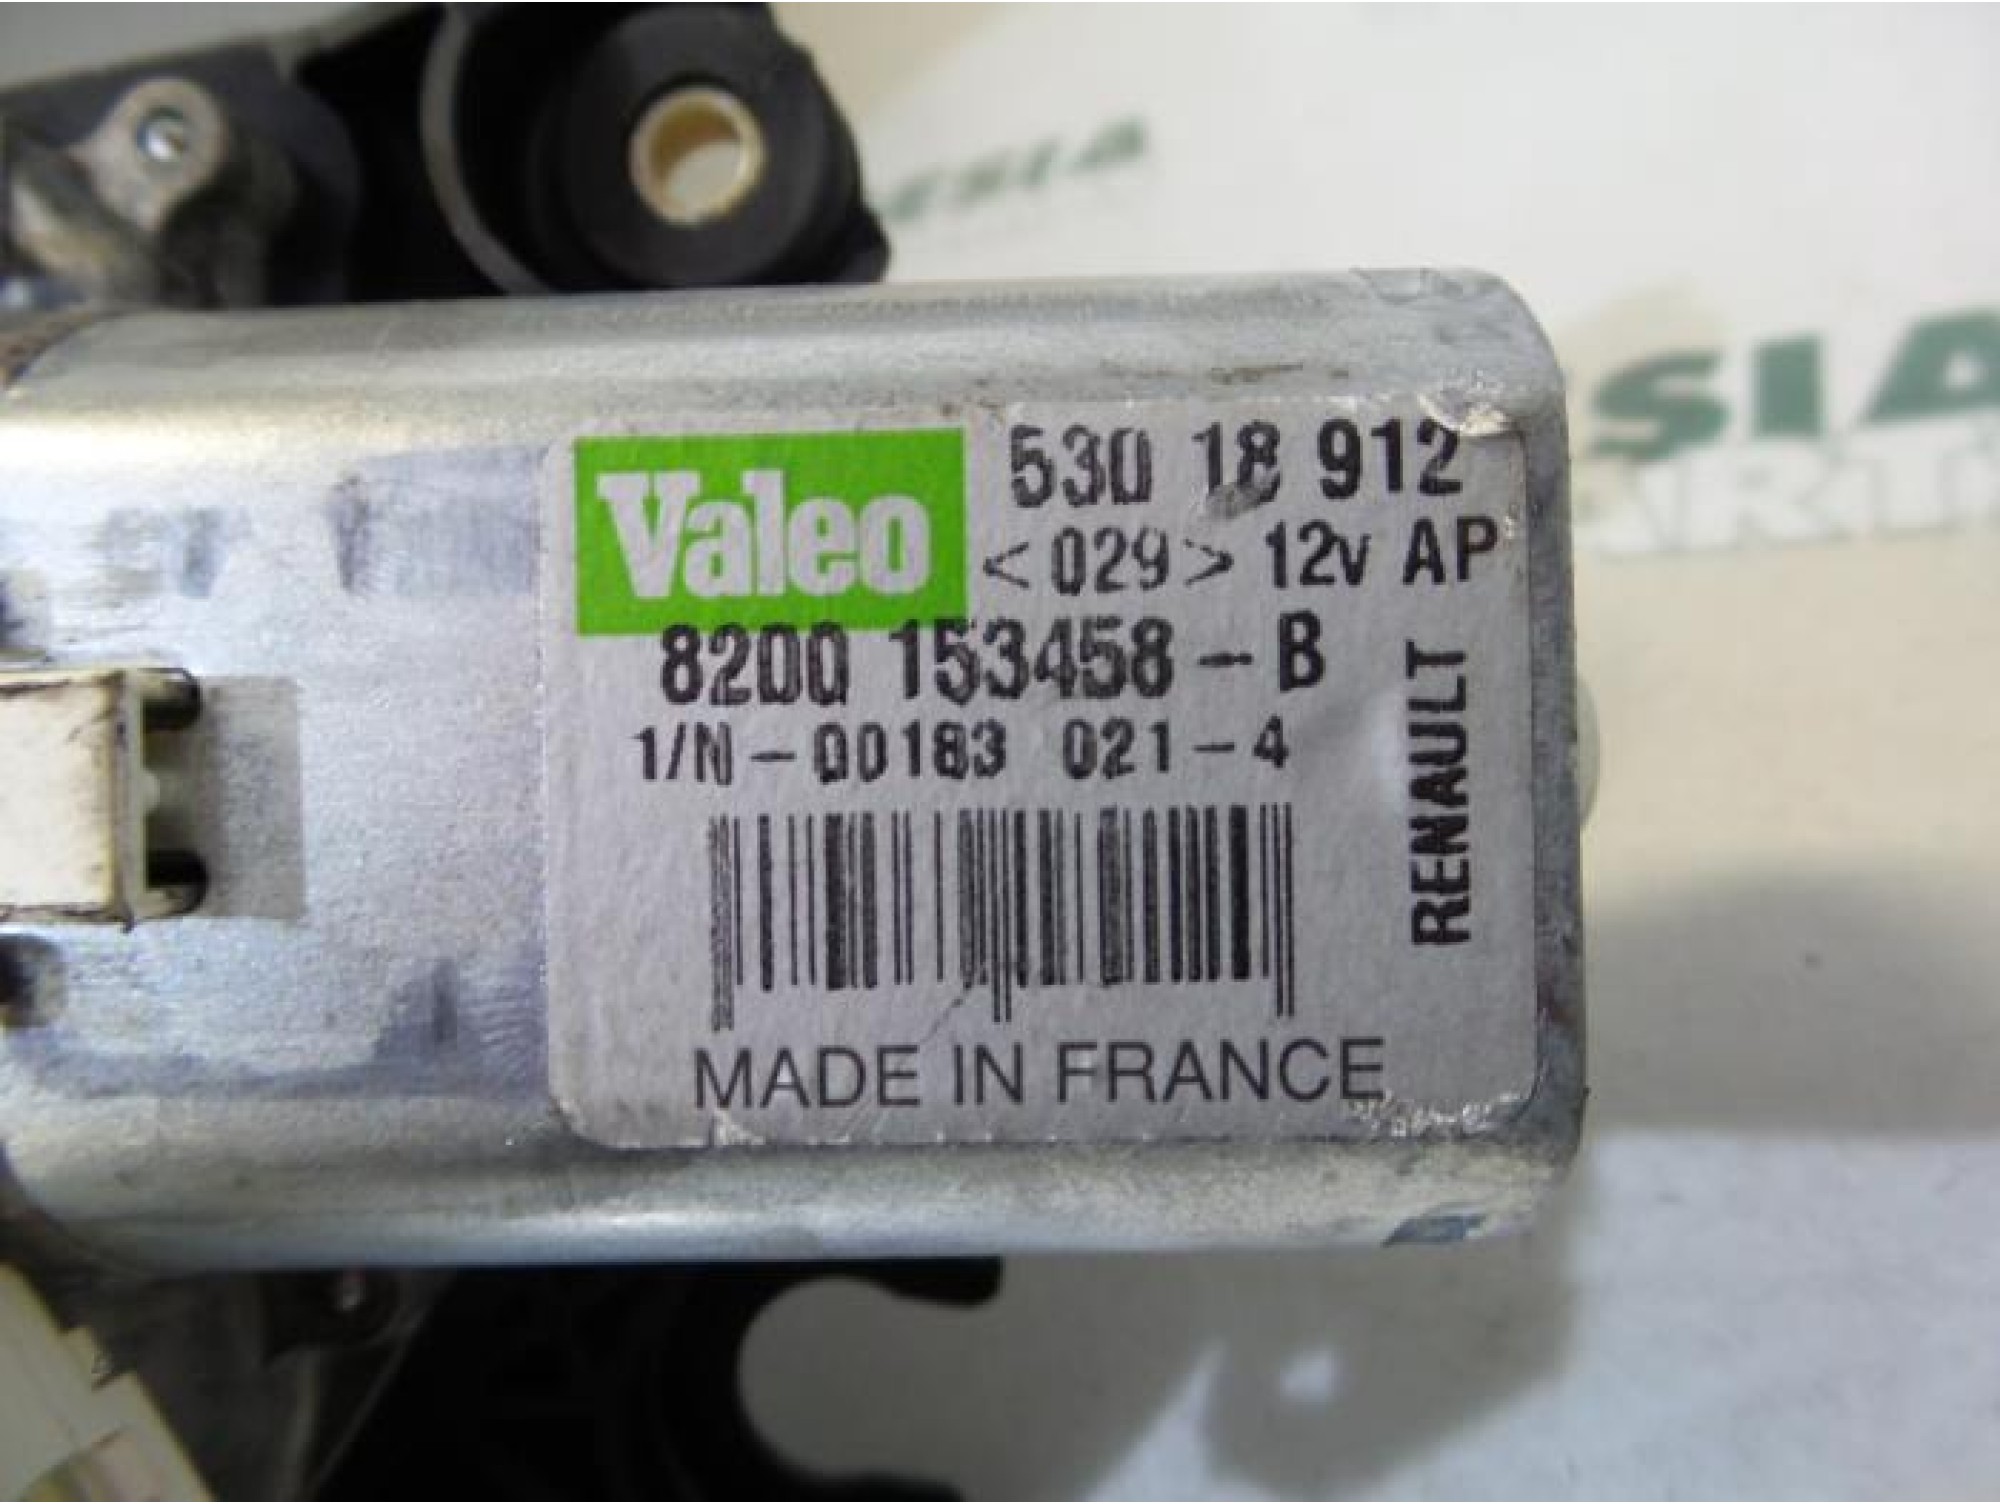 Valeo
530 18 912
<029> 12v AP
8200 153458-B
1/N-00183 021-4
RENAULT
MADE IN FRANCE